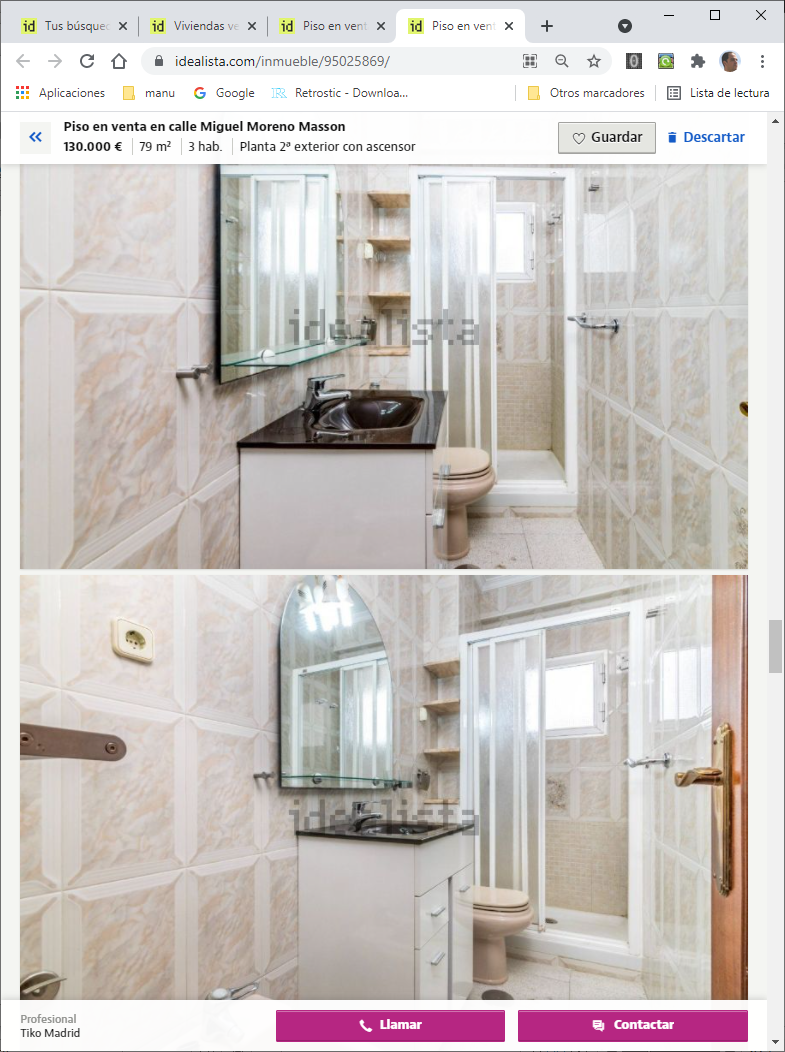 id Tus búsque
id Viviendas ve
id Piso en vent
id Piso en vent
idealista.com/inmueble/95025869/
Aplicaciones
manu
G Google
RR Retrostic - Downloa...
Otros marcadores
Lista de lectura
Piso en venta en calle Miguel Moreno Masson
130.000 € 79 m² 3 hab. Planta 2ª exterior con ascensor
Guardar
Descartar
idealista
idealista
Profesional
Tiko Madrid
Llamar
Contactar